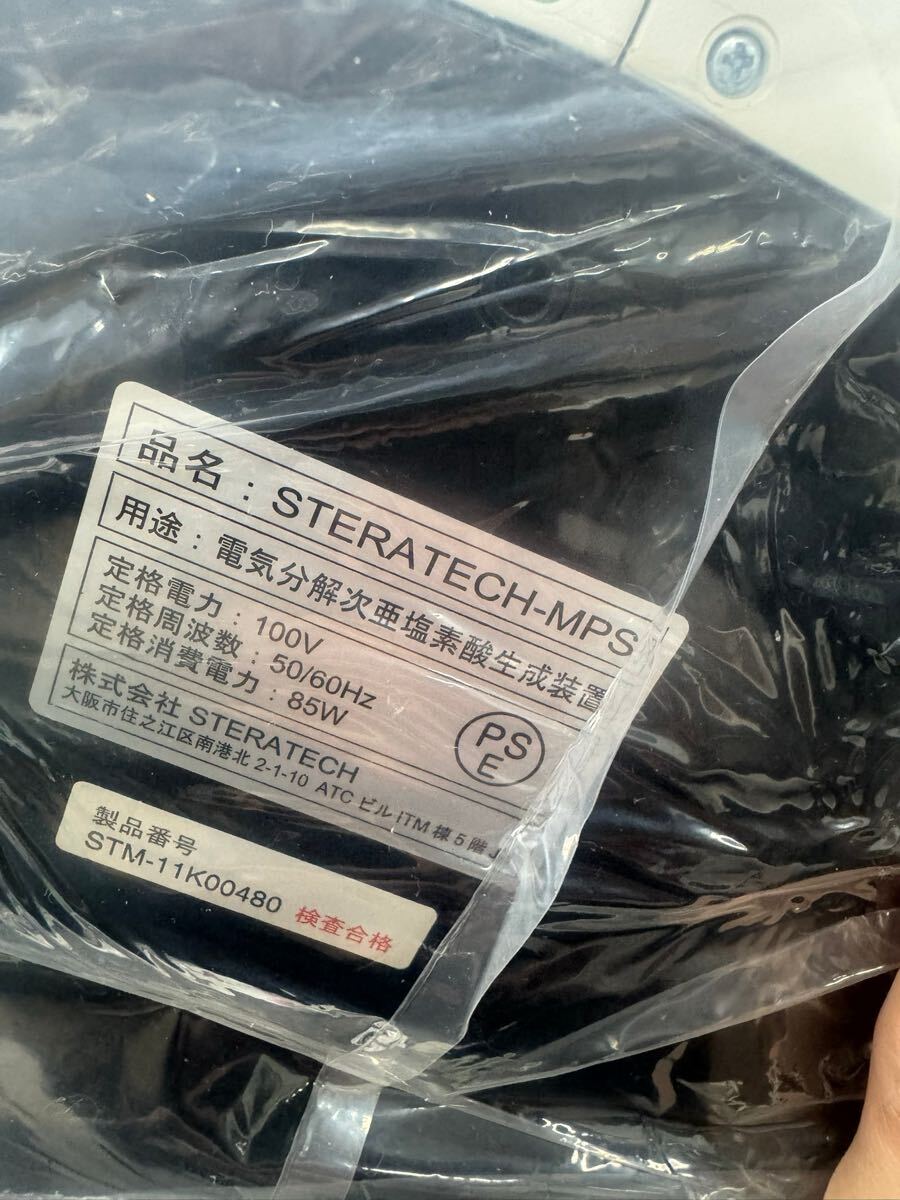 品名：STERATECH-MPS
用途：電気分解次亜塩素酸生成装置
定格電力：100V
定格周波数：50/60Hz
定格消費電力：85W
株式会社 STERATECH
大阪市住之江区南港北 2-1-10 ATC ビル ITM 棟 5 階
PS
E
製品番号
STM-11K00480 検査合格